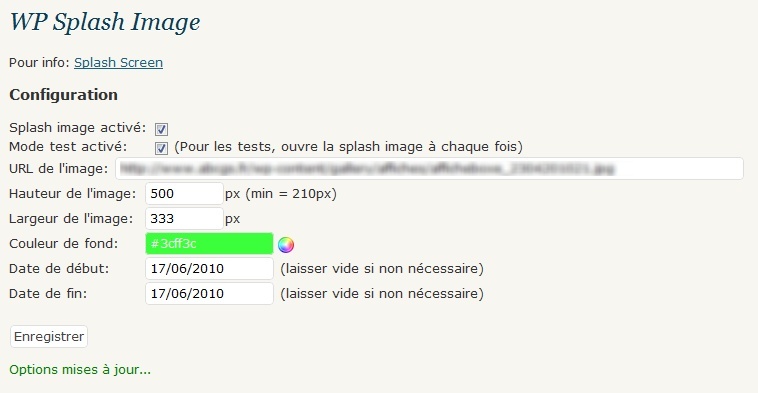 WP Splash Image
Pour info: Splash Screen
Configuration
Splash image activé:
Mode test activé: (Pour les tests, ouvre la splash image à chaque fois)
URL de l'image:
Hauteur de l'image: 500 px (min = 210px)
Largeur de l'image: 333 px
Couleur de fond: #3cff3c
Date de début: 17/06/2010 (laisser vide si non nécessaire)
Date de fin: 17/06/2010 (laisser vide si non nécessaire)
Enregistrer
Options mises à jour...